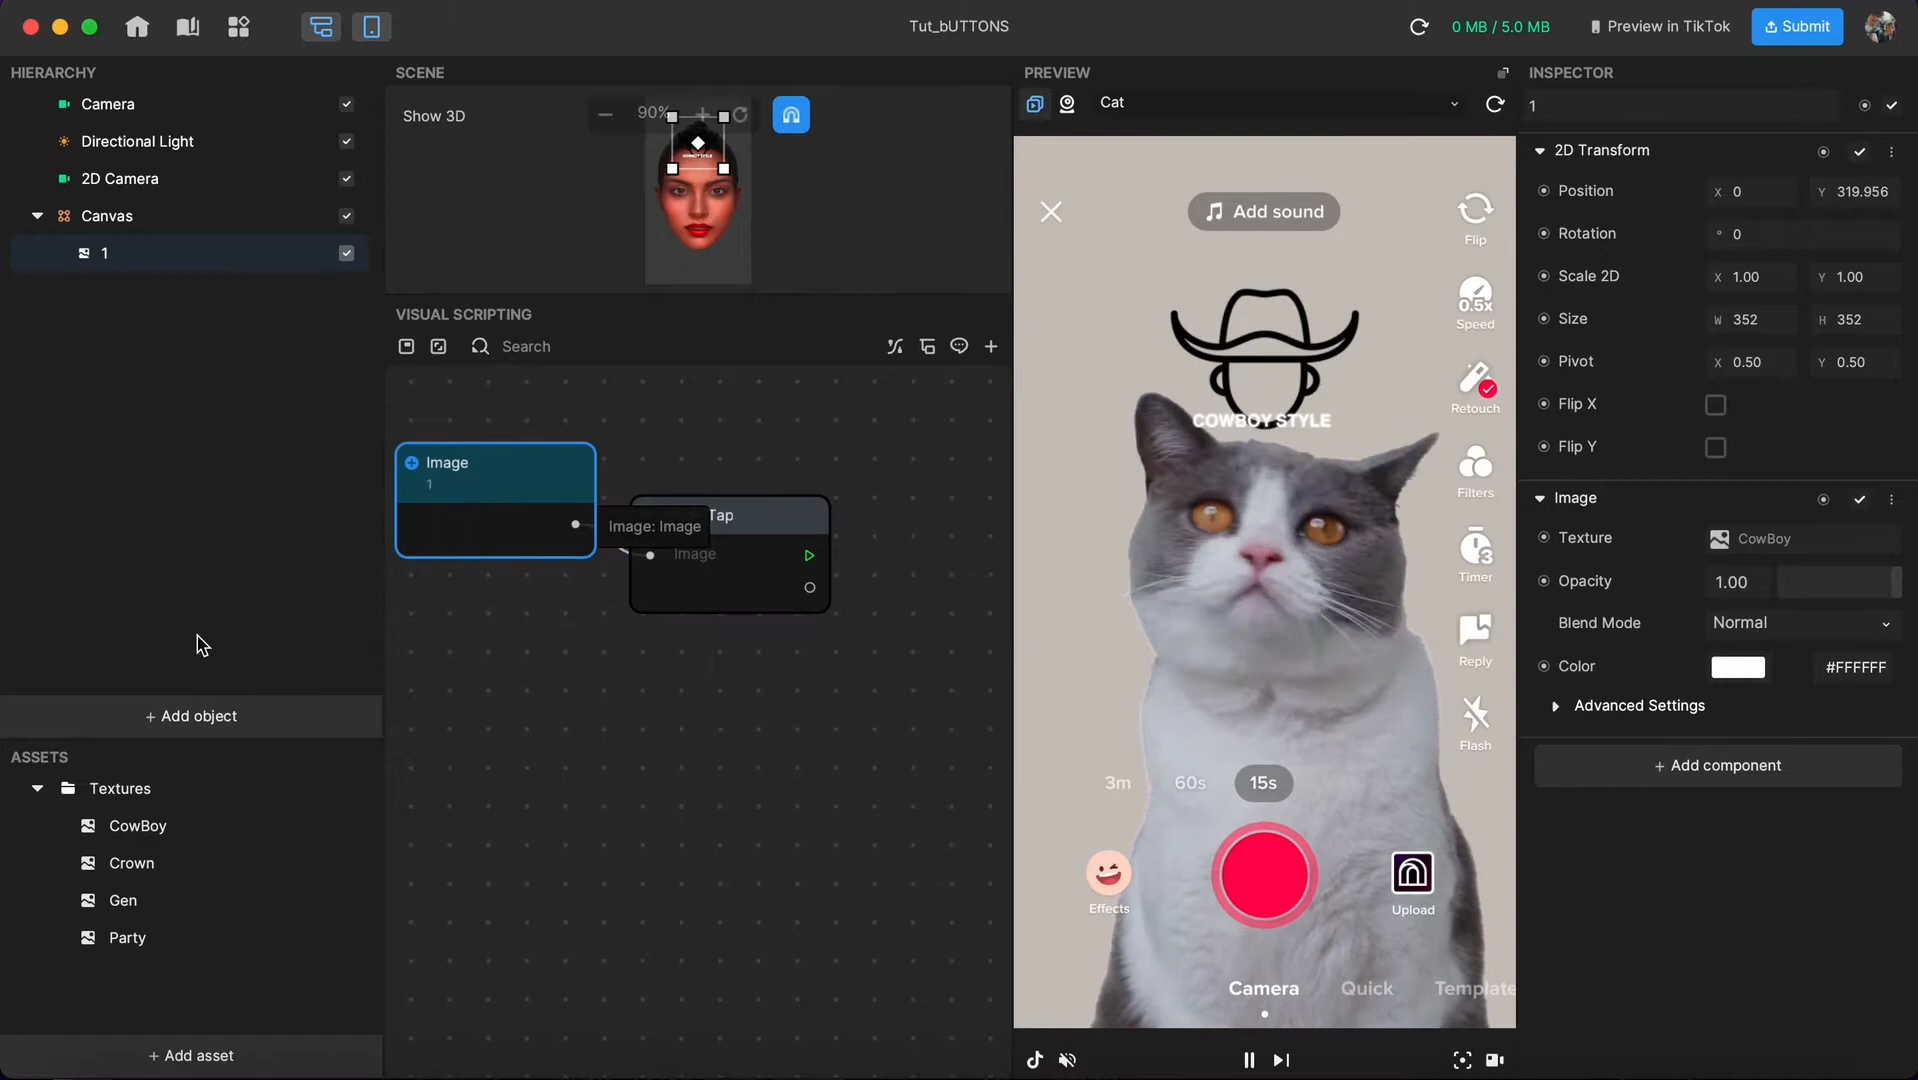 Tut_bUTTONS
0 MB / 5.0 MB
Preview in TikTok
Submit
HIERARCHY
Camera
Directional Light
2D Camera
Canvas
1
+ Add object
ASSETS
Textures
CowBoy
Crown
Gen
Party
+ Add asset
SCENE
Show 3D
90%
COWBOY STYLE
VISUAL SCRIPTING
Search
Image
1
Image: Image
Tap
Image
PREVIEW
Cat
Add sound
Flip
0.5x
Speed
Retouch
COWBOY STYLE
Filters
3
Timer
Reply
Flash
3m 60s 15s
Effects
Upload
Camera Quick Template
INSPECTOR
1
2D Transform
Position X 0 Y 319.956
Rotation ° 0
Scale 2D X 1.00 Y 1.00
Size W 352 H 352
Pivot X 0.50 Y 0.50
Flip X
Flip Y
Image
Texture CowBoy
Opacity 1.00
Blend Mode Normal
Color #FFFFFF
Advanced Settings
+ Add component